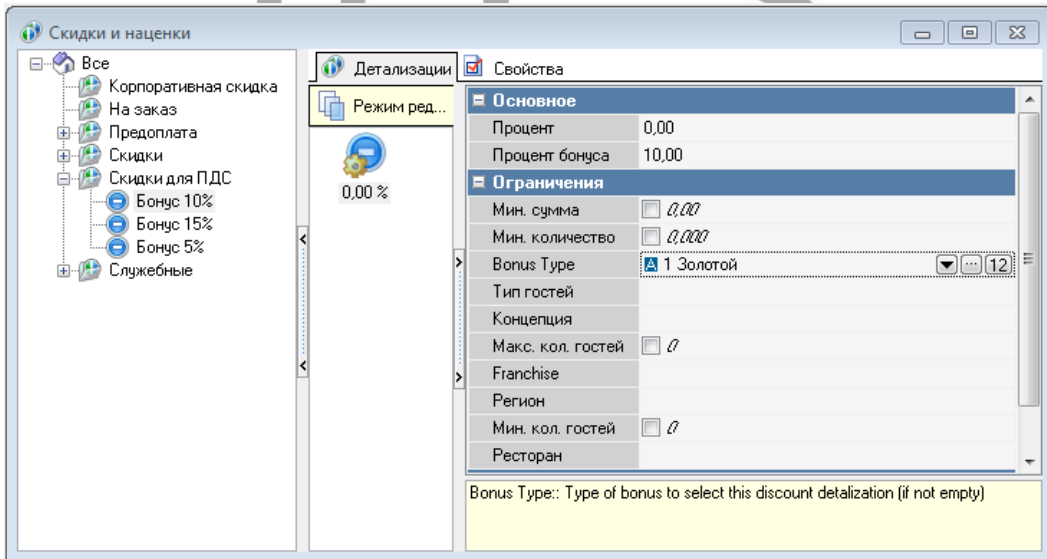 Скидки и наценки
Все
Корпоративная скидка
На заказ
Предоплата
Скидки
Скидки для ПДС
Бонус 10%
Бонус 15%
Бонус 5%
Служебные
Детализации
Свойства
Режим ред...
0,00 %
Основное
Процент 0,00
Процент бонуса 10,00
Ограничения
Мин. сумма 0,00
Мин. количество 0,000
Bonus Type 1 Золотой 12
Тип гостей
Концепция
Макс. кол. гостей 0
Franchise
Регион
Мин. кол. гостей 0
Ресторан
Bonus Type:: Type of bonus to select this discount detalization (if not empty)